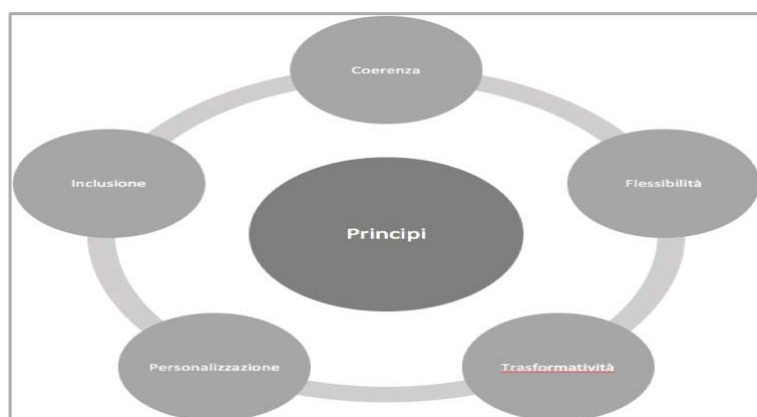 Coerenza
Inclusione
Flessibilità
Principi
Personalizzazione
Trasformatività